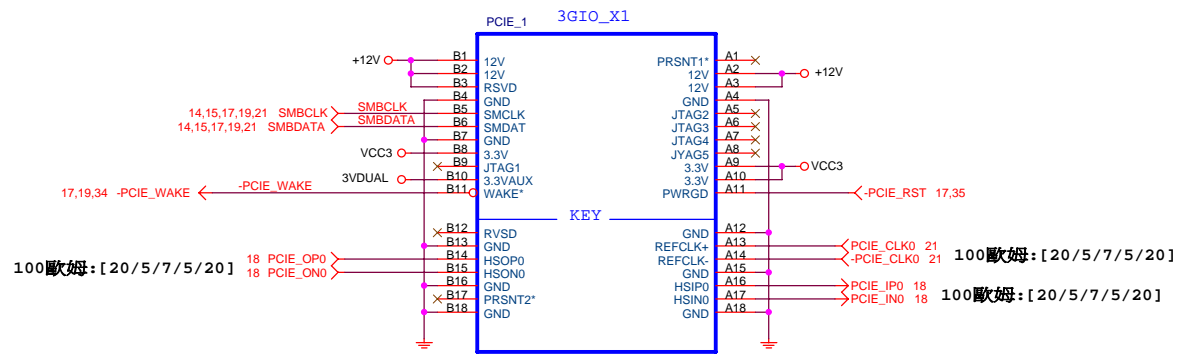 PCIE_1 3GIO_X1
+12V B1 12V PRSNT1* A1
B2 12V 12V A2 +12V
B3 RSVD 12V A3
B4 GND GND A4
14,15,17,19,21 SMBCLK SMBCLK B5 SMCLK JTAG2 A5
14,15,17,19,21 SMBDATA SMBDATA B6 SMDAT JTAG3 A6
B7 GND JTAG4 A7
VCC3 B8 3.3V JYAG5 A8
B9 JTAG1 3.3V A9 VCC3
3VDUAL B10 3.3VAUX 3.3V A10
17,19,34 -PCIE_WAKE -PCIE_WAKE B11 WAKE* PWRGD A11 -PCIE_RST 17,35
KEY
B12 RVSD GND A12
B13 GND REFCLK+ A13 PCIE_CLK0 21
18 PCIE_OP0 B14 HSOP0 REFCLK- A14 -PCIE_CLK0 21 100歐姆:[20/5/7/5/20]
100歐姆:[20/5/7/5/20] 18 PCIE_ON0 B15 HSON0 GND A15
B16 GND HSIP0 A16 PCIE_IP0 18
B17 PRSNT2* HSIN0 A17 PCIE_IN0 18 100歐姆:[20/5/7/5/20]
B18 GND GND A18